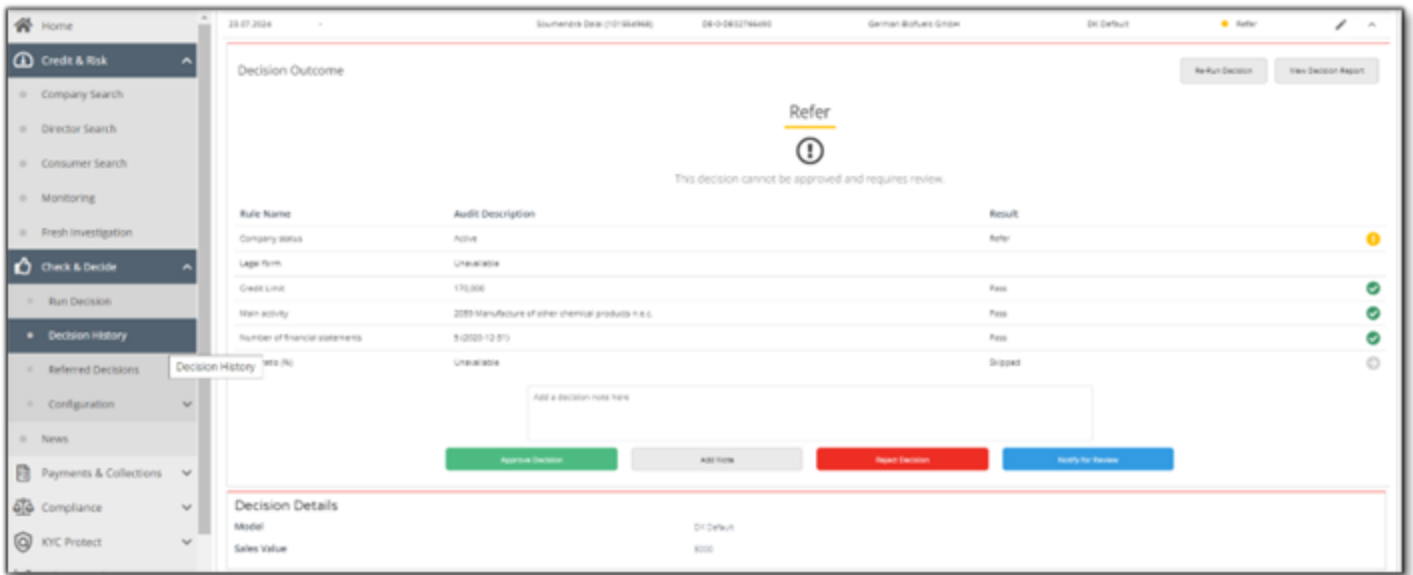 Home
Credit & Risk
Company Search
Director Search
Consumer Search
Monitoring
Fresh Investigation
Check & Decide
Run Decision
Decision History
Referred Decisions
Decision History
Configuration
News
Payments & Collections
Compliance
KYC Protect
23.07.2024 - German Biofuels GmbH DX Default Refer
Decision Outcome
Re-Run Decision View Decision Report
Refer
This decision cannot be approved and requires review.
Rule Name Audit Description Result
Company status Active Refer
Legal form Unavailable
Credit Limit 170,000 Pass
Main activity 2059 Manufacture of other chemical products n.e.c. Pass
Number of financial statements 5 (2020-12-31) Pass
ratio (%) Unavailable Skipped
Add a decision note here
Approve Decision Add Note Reject Decision Notify for Review
Decision Details
Model DX Default
Sales Value 8000